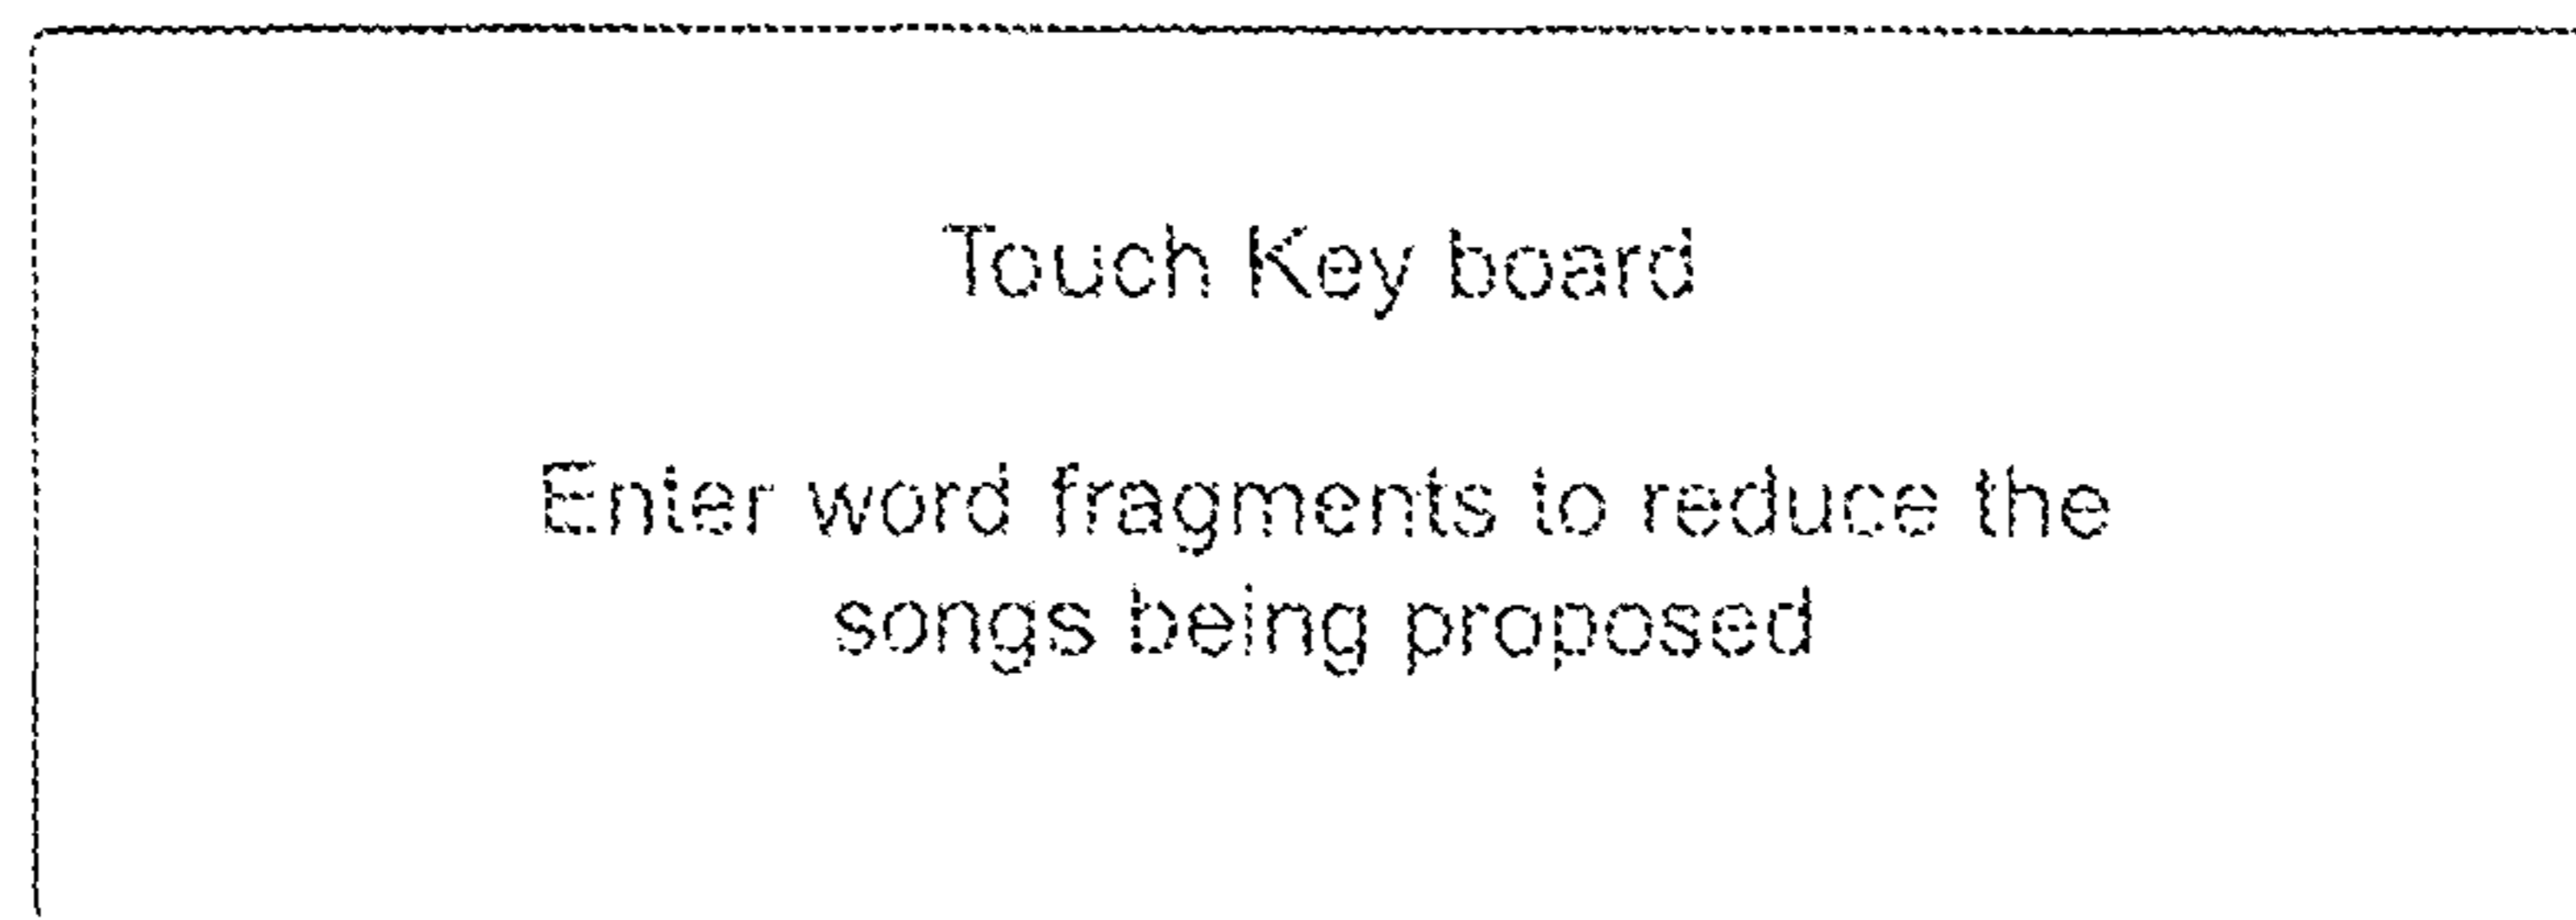 Touch Key board
Enter word fragments to reduce the
songs being proposed